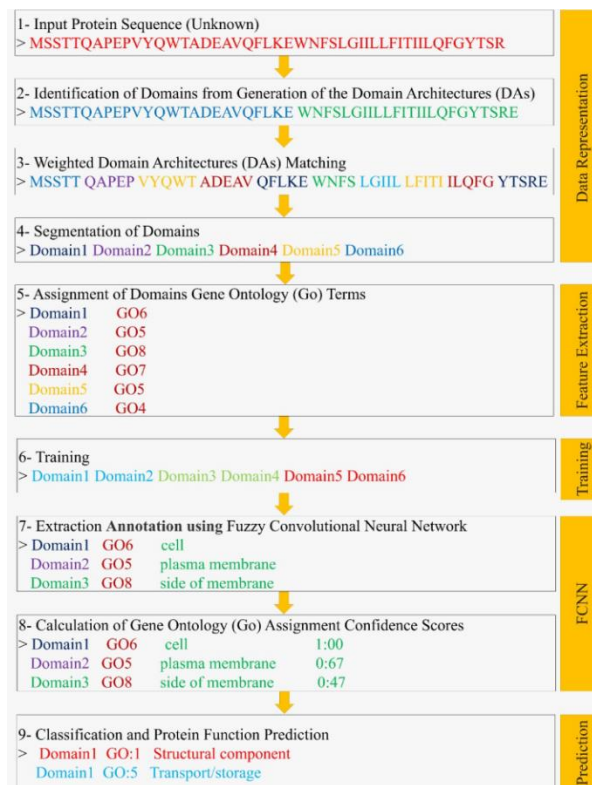 1- Input Protein Sequence (Unknown)
> MSSTTQAPEPVYQWTADEAVQFLKEWNFSLGIILLFITIILQFGYTSR
2- Identification of Domains from Generation of the Domain Architectures (DAs)
> MSSTTQAPEPVYQWTADEAVQFLKE WNFSLGIILLFITIILQFGYTSRE
3- Weighted Domain Architectures (DAs) Matching
> MSSTT QAPEP VYQWT ADEAV QFLKE WNFS LGIIL LFITI ILQFG YTSRE
4- Segmentation of Domains
> Domain1 Domain2 Domain3 Domain4 Domain5 Domain6
Data Representation
5- Assignment of Domains Gene Ontology (Go) Terms
> Domain1 GO6
Domain2 GO5
Domain3 GO8
Domain4 GO7
Domain5 GO5
Domain6 GO4
Feature Extraction
6- Training
> Domain1 Domain2 Domain3 Domain4 Domain5 Domain6
Training
7- Extraction Annotation using Fuzzy Convolutional Neural Network
> Domain1 GO6 cell
Domain2 GO5 plasma membrane
Domain3 GO8 side of membrane
8- Calculation of Gene Ontology (Go) Assignment Confidence Scores
> Domain1 GO6 cell 1:00
Domain2 GO5 plasma membrane 0:67
Domain3 GO8 side of membrane 0:47
FCNN
9- Classification and Protein Function Prediction
> Domain1 GO:1 Structural component
Domain1 GO:5 Transport/storage
Prediction